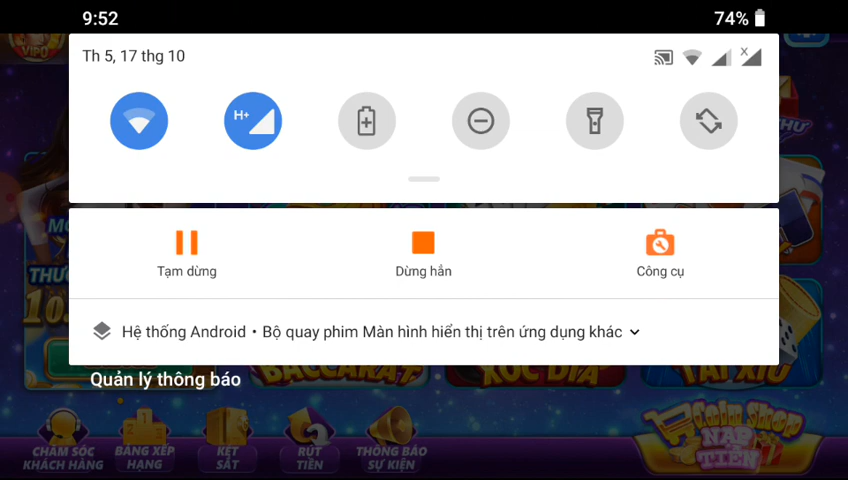 9:52
74%
Th 5, 17 thg 10
H+
Tạm dừng
Dừng hẳn
Công cụ
Hệ thống Android • Bộ quay phim Màn hình hiển thị trên ứng dụng khác
Quản lý thông báo
VIPO
BACCARAT
XÓC ĐĨA
TÀI XỈU
CHĂM SÓC
KHÁCH HÀNG
BẢNG XẾP
HẠNG
KÉT
SẮT
RÚT
TIỀN
THÔNG BÁO
SỰ KIỆN
NẠP
TIỀN